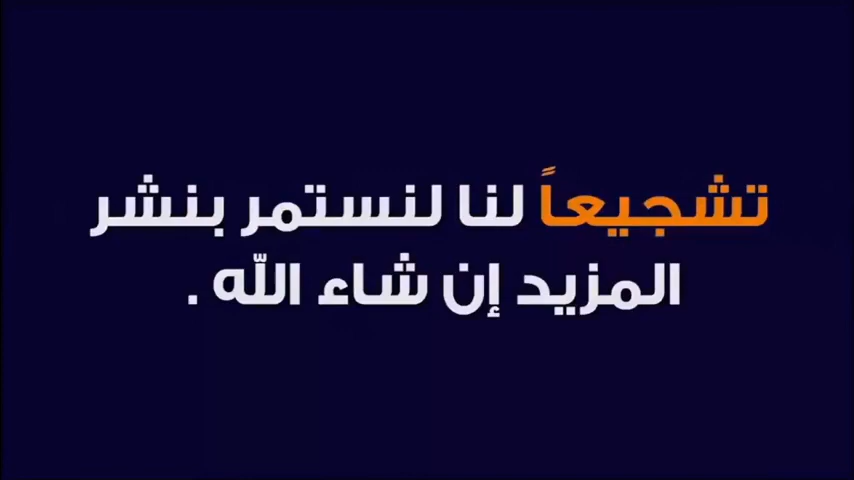 تشجيعاً لنا لنستمر بنشر
المزيد إن شاء الله .